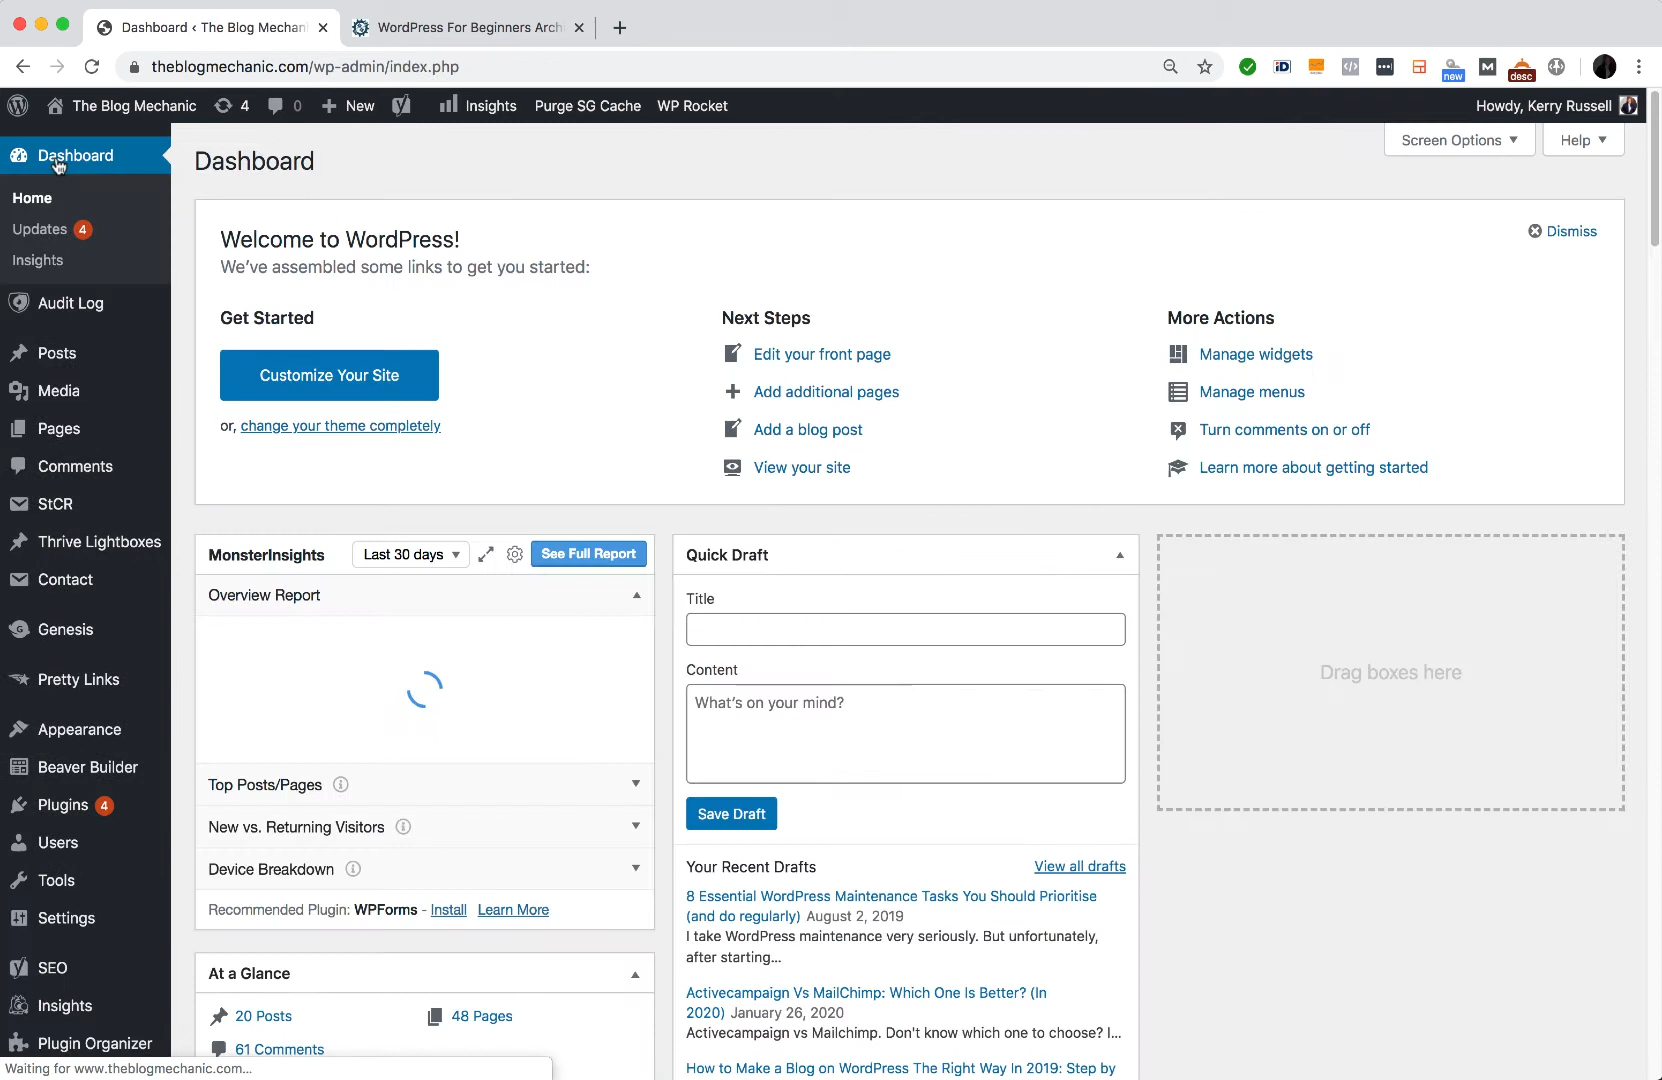 Dashboard ‹ The Blog Mechan
WordPress For Beginners Arch
theblogmechanic.com/wp-admin/index.php
new
desc
The Blog Mechanic
4
0
New
Insights
Purge SG Cache
WP Rocket
Howdy, Kerry Russell
Dashboard
Home
Updates 4
Insights
Audit Log
Posts
Media
Pages
Comments
StCR
Thrive Lightboxes
Contact
Genesis
Pretty Links
Appearance
Beaver Builder
Plugins 4
Users
Tools
Settings
SEO
Insights
Plugin Organizer
Waiting for www.theblogmechanic.com...
Screen Options
Help
Dashboard
Welcome to WordPress!
We've assembled some links to get you started:
Dismiss
Get Started
Customize Your Site
or, change your theme completely
Next Steps
Edit your front page
Add additional pages
Add a blog post
View your site
More Actions
Manage widgets
Manage menus
Turn comments on or off
Learn more about getting started
MonsterInsights
Last 30 days
See Full Report
Overview Report
Top Posts/Pages
New vs. Returning Visitors
Device Breakdown
Recommended Plugin: WPForms - Install Learn More
At a Glance
20 Posts
48 Pages
61 Comments
Quick Draft
Title
Content
What's on your mind?
Save Draft
Your Recent Drafts
View all drafts
8 Essential WordPress Maintenance Tasks You Should Prioritise
(and do regularly) August 2, 2019
I take WordPress maintenance very seriously. But unfortunately,
after starting…
Activecampaign Vs MailChimp: Which One Is Better? (In
2020) January 26, 2020
Activecampaign vs Mailchimp. Don't know which one to choose? I…
How to Make a Blog on WordPress The Right Way In 2019: Step by
Drag boxes here